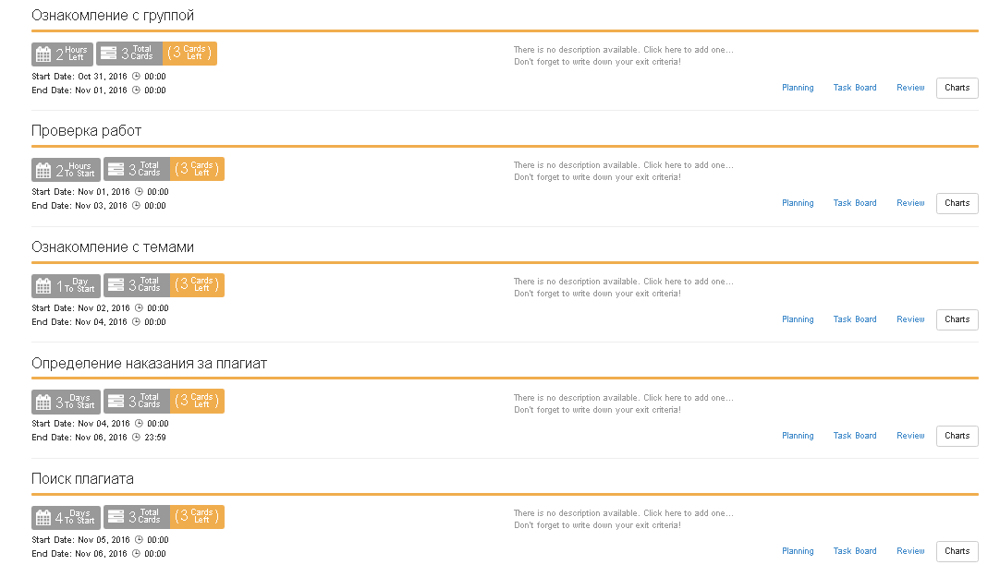 Ознакомление с группой
2 Hours Left 3 Total Cards (3 Cards Left)
There is no description available. Click here to add one...
Don't forget to write down your exit criteria!
Start Date: Oct 31, 2016 00:00
End Date: Nov 01, 2016 00:00
Planning Task Board Review Charts
Проверка работ
2 Hours To Start 3 Total Cards (3 Cards Left)
There is no description available. Click here to add one...
Don't forget to write down your exit criteria!
Start Date: Nov 01, 2016 00:00
End Date: Nov 03, 2016 00:00
Planning Task Board Review Charts
Ознакомление с темами
1 Day To Start 3 Total Cards (3 Cards Left)
There is no description available. Click here to add one...
Don't forget to write down your exit criteria!
Start Date: Nov 02, 2016 00:00
End Date: Nov 04, 2016 00:00
Planning Task Board Review Charts
Определение наказания за плагиат
3 Days To Start 3 Total Cards (3 Cards Left)
There is no description available. Click here to add one...
Don't forget to write down your exit criteria!
Start Date: Nov 04, 2016 00:00
End Date: Nov 06, 2016 23:59
Planning Task Board Review Charts
Поиск плагиата
4 Days To Start 3 Total Cards (3 Cards Left)
There is no description available. Click here to add one...
Don't forget to write down your exit criteria!
Start Date: Nov 05, 2016 00:00
End Date: Nov 06, 2016 00:00
Planning Task Board Review Charts